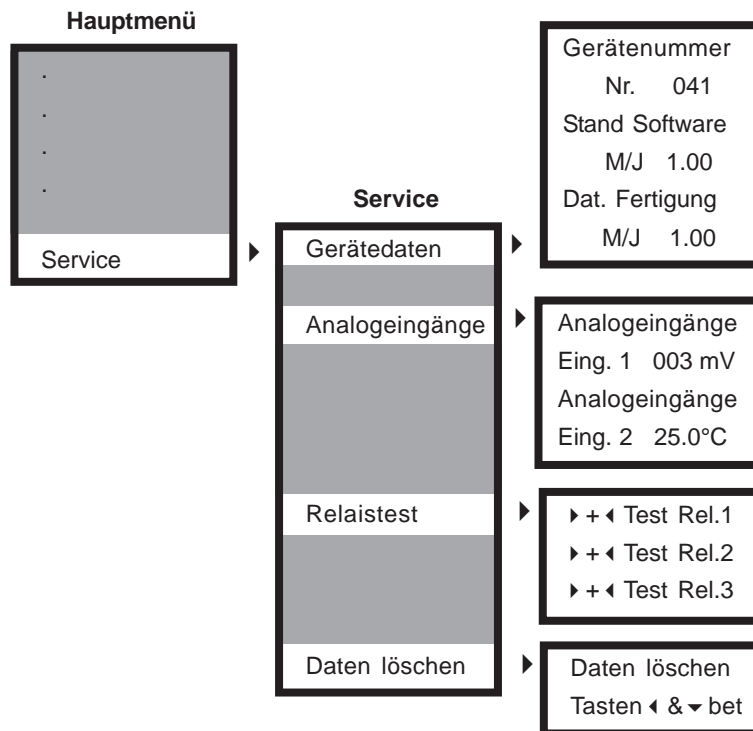 Hauptmenü
.
.
.
.
Service
Service
Gerätedaten
Analogeingänge
Relaistest
Daten löschen
Gerätenummer
Nr. 041
Stand Software
M/J 1.00
Dat. Fertigung
M/J 1.00
Analogeingänge
Eing. 1 003 mV
Analogeingänge
Eing. 2 25.0°C
▶+◀ Test Rel.1
▶+◀ Test Rel.2
▶+◀ Test Rel.3
Daten löschen
Tasten ◀ & ▼ bet